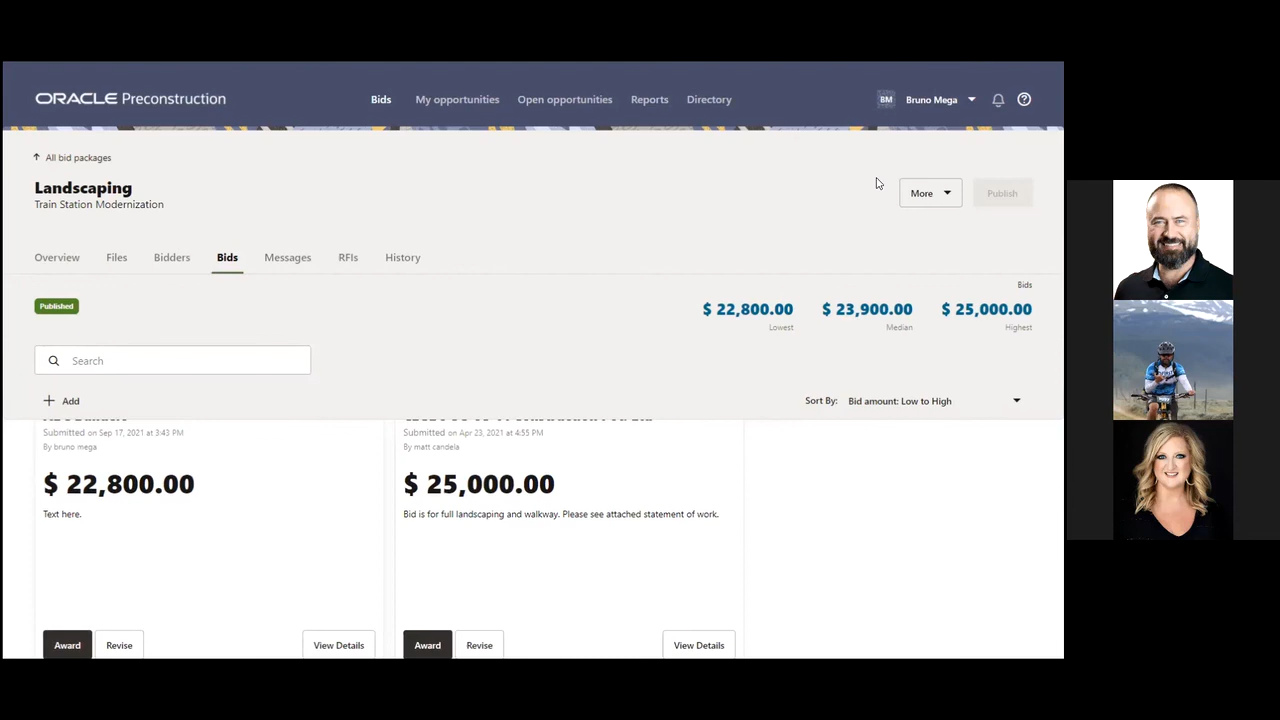 ORACLE Preconstruction
Bids
My opportunities
Open opportunities
Reports
Directory
BM
Bruno Mega
All bid packages
Landscaping
Train Station Modernization
More
Publish
Overview
Files
Bidders
Bids
Messages
RFIs
History
Bids
Published
$ 22,800.00
$ 23,900.00
$ 25,000.00
Lowest
Median
Highest
Search
Add
Sort By: Bid amount: Low to High
Submitted on Sep 17, 2021 at 3:43 PM
By bruno mega
$ 22,800.00
Text here.
Award
Revise
View Details
Submitted on Apr 23, 2021 at 4:55 PM
By matt candela
$ 25,000.00
Bid is for full landscaping and walkway. Please see attached statement of work.
Award
Revise
View Details